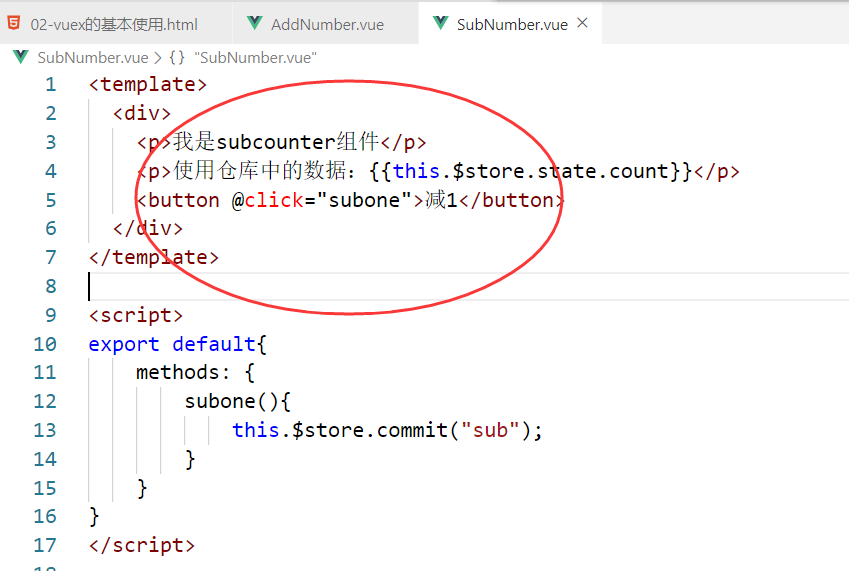 02-vuex的基本使用.html AddNumber.vue SubNumber.vue ×
SubNumber.vue > {} "SubNumber.vue"
1 <template>
2 <div>
3 <p>我是subcounter组件</p>
4 <p>使用仓库中的数据：{{this.$store.state.count}}</p>
5 <button @click="subone">减1</button>
6 </div>
7 </template>
8
9 <script>
10 export default{
11 methods: {
12 subone(){
13 this.$store.commit("sub");
14 }
15 }
16 }
17 </script>